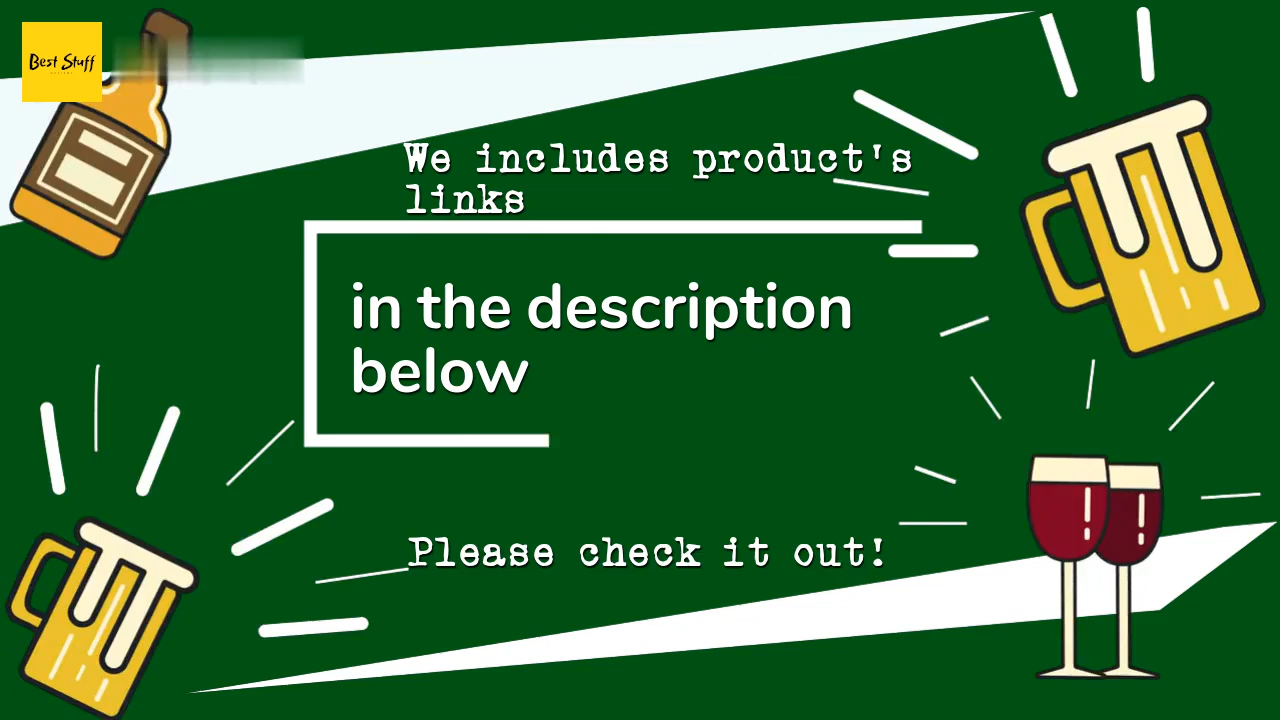 Best Stuff
We includes product's
links
in the description
below
Please check it out!